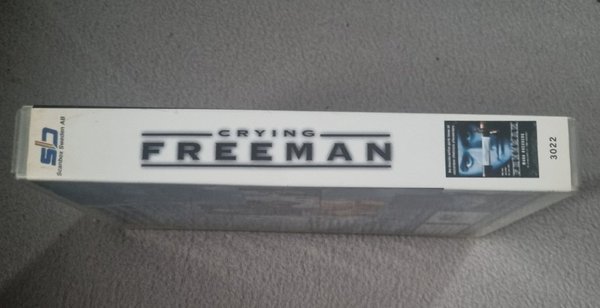 Scanbox Sweden AB
CRYING
FREEMAN
3022